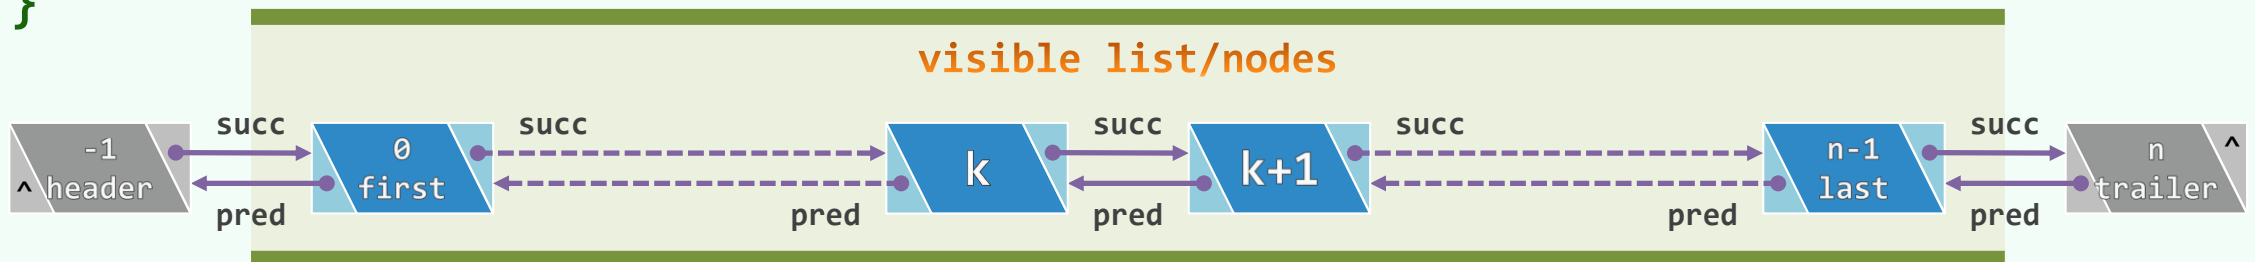 }
visible list/nodes
succ succ succ succ succ
-1 0 k k+1 n-1 n ^
^ header first last trailer
pred pred pred pred pred